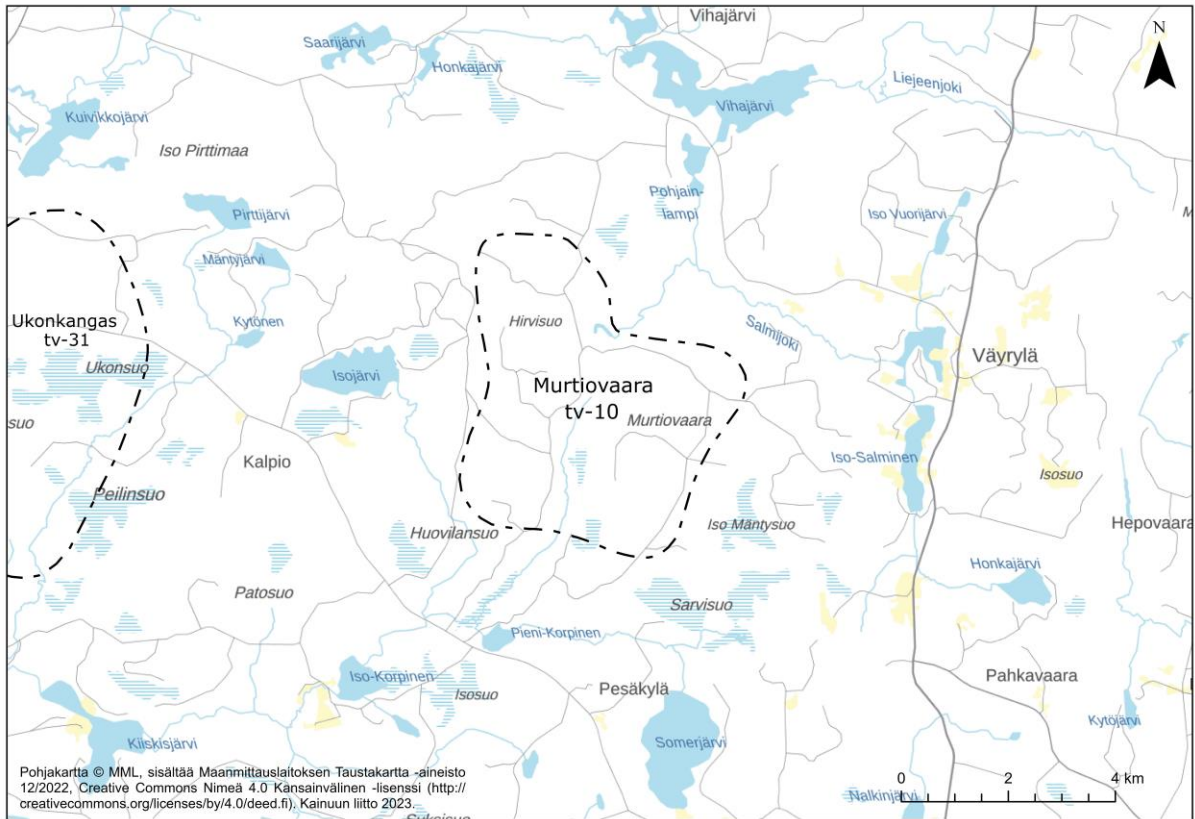 Vihajärvi
N
Saarijärvi
Honkajärvi
Liejeenjoki
Vihajärvi
Kuivikkojärvi
Iso Pirttimaa
Pohjain-
lampi
Pirttijärvi
Iso Vuorijärvi
Mäntyjärvi
Ukonkangas
tv-31
Kytönen
Hirvisuo
Salmijoki
Väyrylä
Ukonsuo
Isojärvi
Murtiovaara
tv-10
Murtiovaara
suo
Kalpio
Iso-Salminen
Isosuo
Peilinsuo
Huovilansuo
Iso Mäntysuo
Hepovaara
Honkajärvi
Patosuo
Sarvisuo
Pieni-Korpinen
Iso-Korpinen
Isosuo
Pesäkylä
Pahkavaara
Kytöjärvi
Kiiskisjärvi
Somerjärvi
Pohjakartta © MML, sisältää Maanmittauslaitoksen Taustakartta -aineisto
12/2022, Creative Commons Nimeä 4.0 Kansainvälinen -lisenssi (http://
creativecommons.org/licenses/by/4.0/deed.fi). Kainuun liitto 2023.
0 2 4 km
Nalkinjärvi